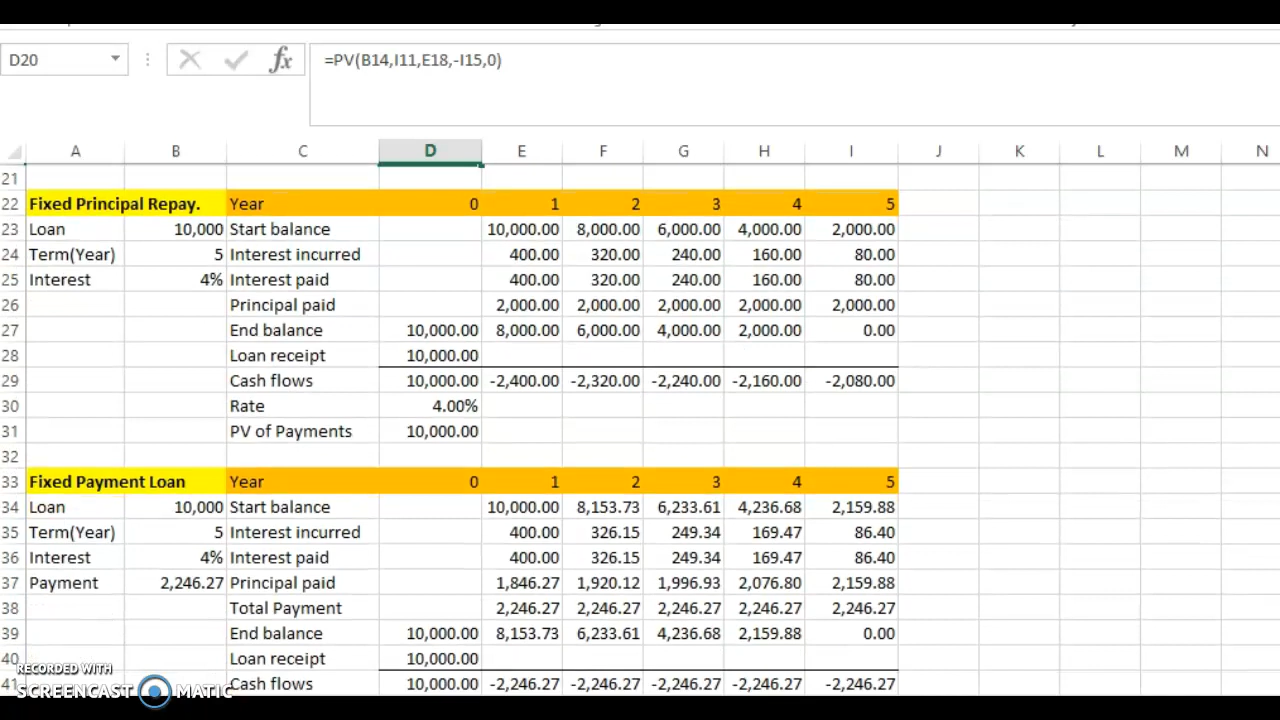 D20 fx =PV(B14,I11,E18,-I15,0)
A B C D E F G H I J K L M N
21
22 Fixed Principal Repay. Year 0 1 2 3 4 5
23 Loan 10,000 Start balance 10,000.00 8,000.00 6,000.00 4,000.00 2,000.00
24 Term(Year) 5 Interest incurred 400.00 320.00 240.00 160.00 80.00
25 Interest 4% Interest paid 400.00 320.00 240.00 160.00 80.00
26 Principal paid 2,000.00 2,000.00 2,000.00 2,000.00 2,000.00
27 End balance 10,000.00 8,000.00 6,000.00 4,000.00 2,000.00 0.00
28 Loan receipt 10,000.00
29 Cash flows 10,000.00 -2,400.00 -2,320.00 -2,240.00 -2,160.00 -2,080.00
30 Rate 4.00%
31 PV of Payments 10,000.00
32
33 Fixed Payment Loan Year 0 1 2 3 4 5
34 Loan 10,000 Start balance 10,000.00 8,153.73 6,233.61 4,236.68 2,159.88
35 Term(Year) 5 Interest incurred 400.00 326.15 249.34 169.47 86.40
36 Interest 4% Interest paid 400.00 326.15 249.34 169.47 86.40
37 Payment 2,246.27 Principal paid 1,846.27 1,920.12 1,996.93 2,076.80 2,159.88
38 Total Payment 2,246.27 2,246.27 2,246.27 2,246.27 2,246.27
39 End balance 10,000.00 8,153.73 6,233.61 4,236.68 2,159.88 0.00
40 Loan receipt 10,000.00
41 Cash flows 10,000.00 -2,246.27 -2,246.27 -2,246.27 -2,246.27 -2,246.27
RECORDED WITH
SCREENCAST MATIC